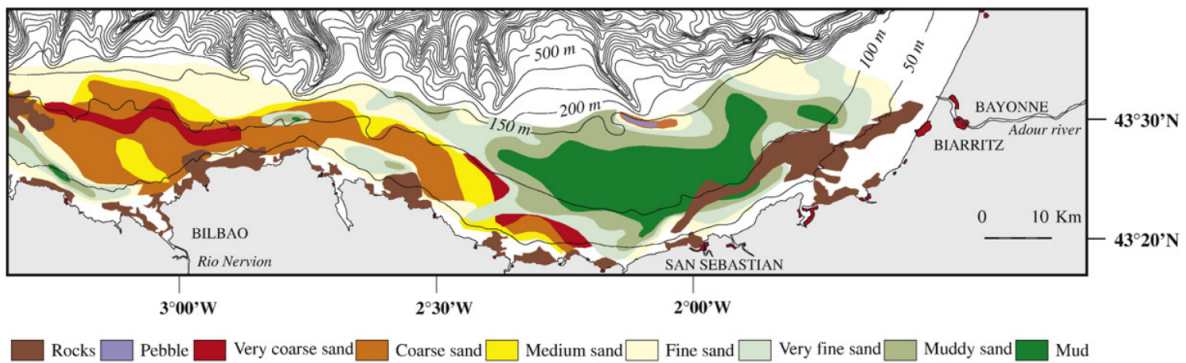 500 m
100 m
50 m
200 m
150 m
BAYONNE
Adour river
43°30'N
BIARRITZ
0 10 Km
BILBAO
Rio Nervion
SAN SEBASTIAN
43°20'N
3°00'W 2°30'W 2°00'W
Rocks Pebble Very coarse sand Coarse sand Medium sand Fine sand Very fine sand Muddy sand Mud